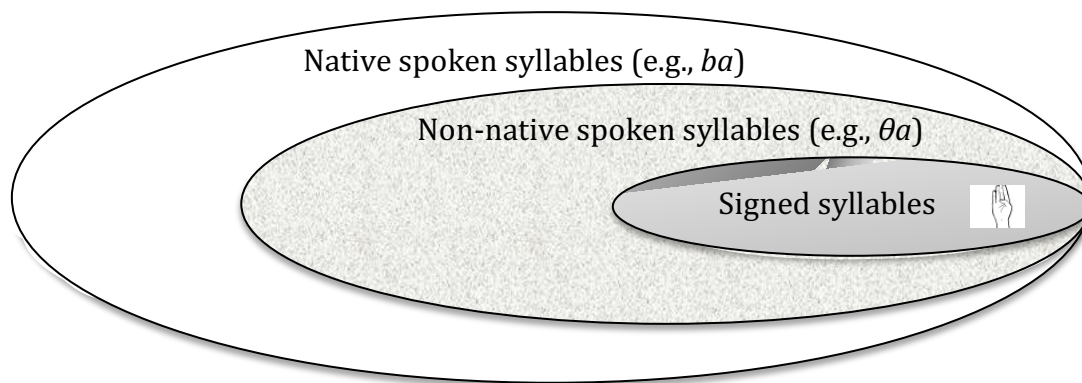 Native spoken syllables (e.g., ba)
Non-native spoken syllables (e.g., θa)
Signed syllables